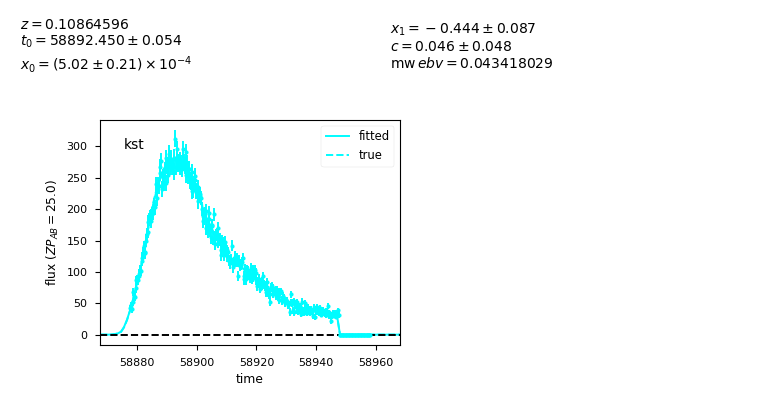 z = 0.10864596
t0 = 58892.450 ± 0.054
x0 = (5.02 ± 0.21) × 10^-4
x1 = − 0.444 ± 0.087
c = 0.046 ± 0.048
mw ebv = 0.043418029
kst
fitted
true
flux (ZP_AB = 25.0)
300
250
200
150
100
50
0
58880 58900 58920 58940 58960
time